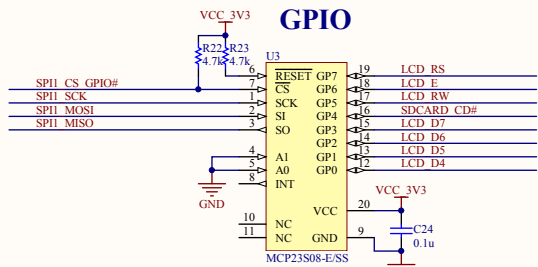 GPIO
VCC_3V3
R22
4.7k
R23
4.7k
U3
SPI1_CS_GPIO#
SPI1_SCK
SPI1_MOSI
SPI1_MISO
6 RESET GP7 19 LCD_RS
7 CS GP6 18 LCD_E
1 SCK GP5 17 LCD_RW
2 SI GP4 16 SDCARD_CD#
3 SO GP3 15 LCD_D7
GP2 14 LCD_D6
4 A1 GP1 13 LCD_D5
5 A0 GP0 12 LCD_D4
8 INT
GND
VCC_3V3
VCC 20
10 NC
11 NC
GND 9
C24
0.1u
MCP23S08-E/SS